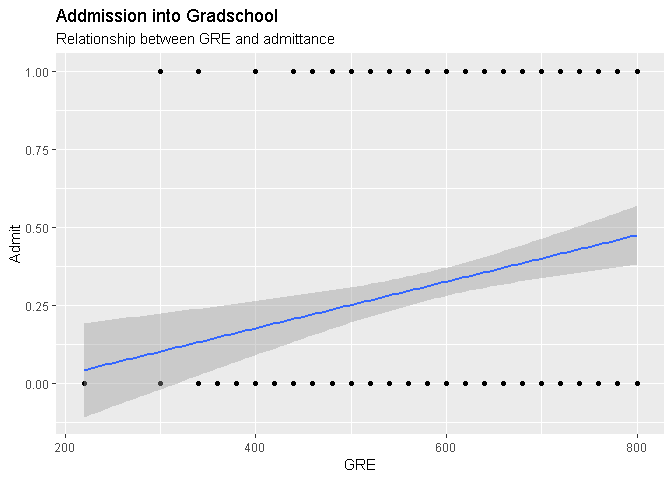 Addmission into Gradschool
Relationship between GRE and admittance
1.00
0.75
0.50
0.25
0.00
Admit
200 400 600 800
GRE